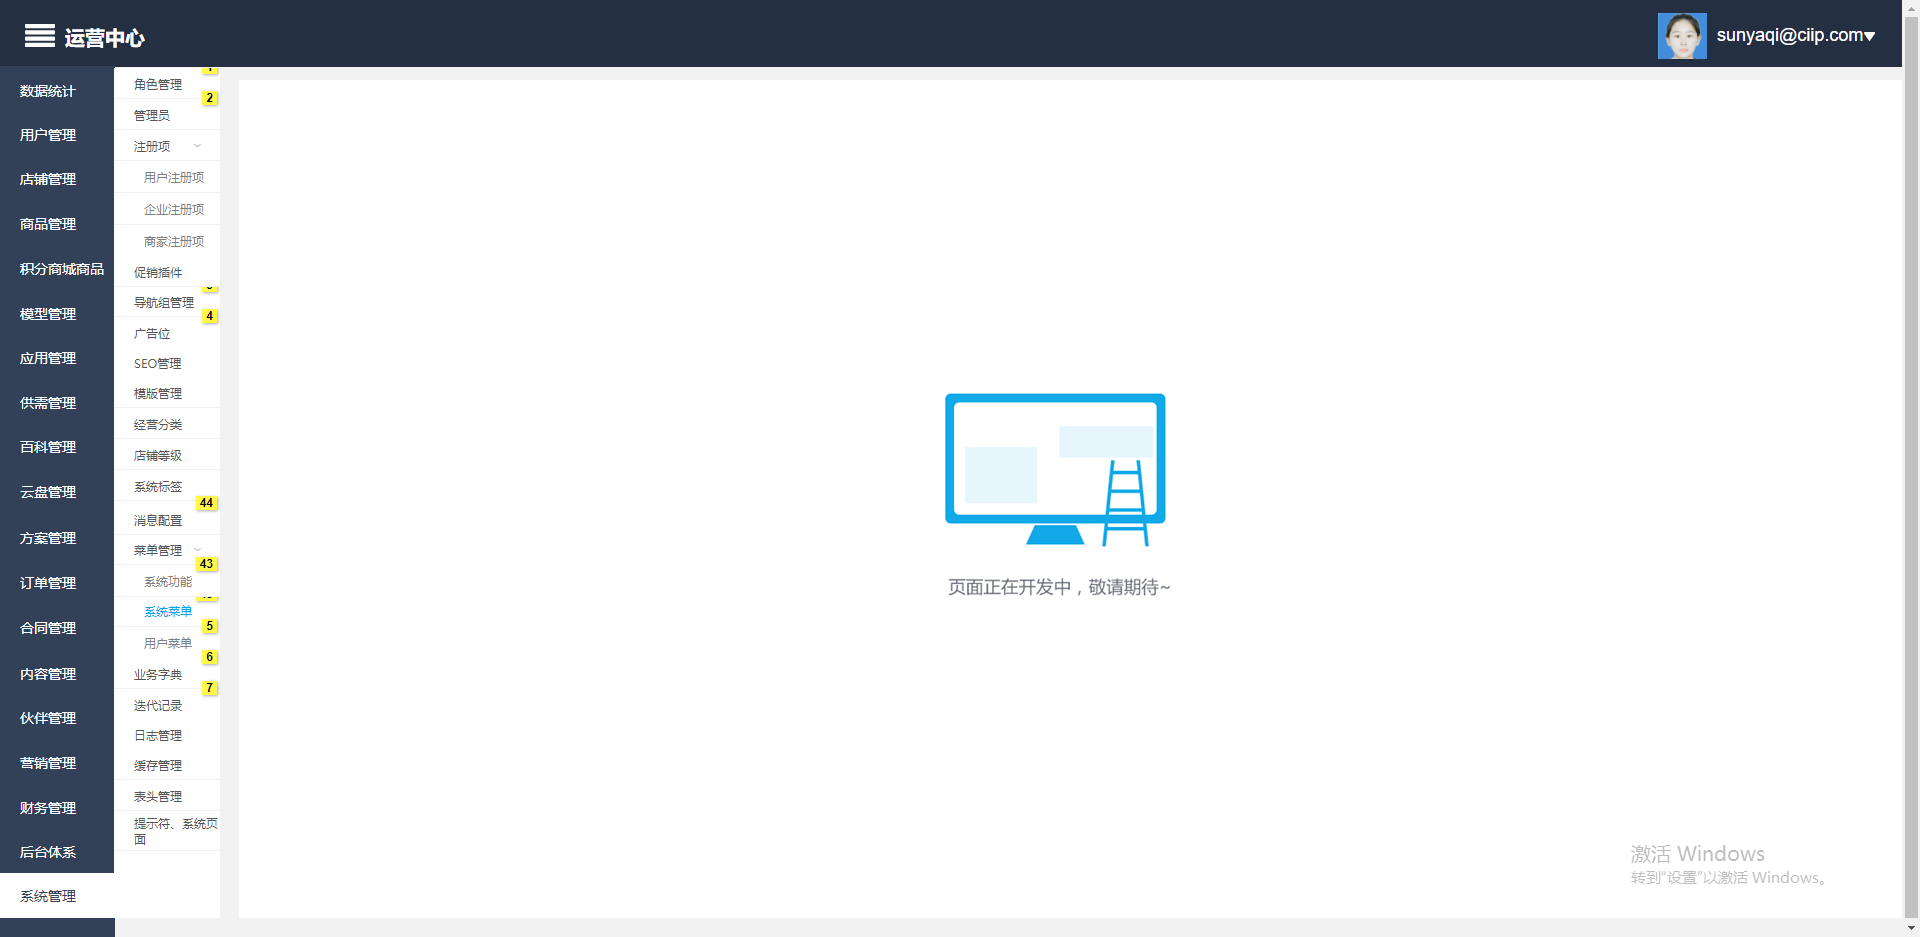 运营中心
sunyaqi@ciip.com
数据统计
用户管理
店铺管理
商品管理
积分商城商品
模型管理
应用管理
供需管理
百科管理
云盘管理
方案管理
订单管理
合同管理
内容管理
伙伴管理
营销管理
财务管理
后台体系
系统管理
角色管理
2
管理员
注册项
用户注册项
企业注册项
商家注册项
促销插件
导航组管理
4
广告位
SEO管理
模版管理
经营分类
店铺等级
系统标签
44
消息配置
菜单管理
43
系统功能
系统菜单
5
用户菜单
6
业务字典
7
迭代记录
日志管理
缓存管理
表头管理
提示符、系统页
面
页面正在开发中，敬请期待~
激活 Windows
转到"设置"以激活 Windows。